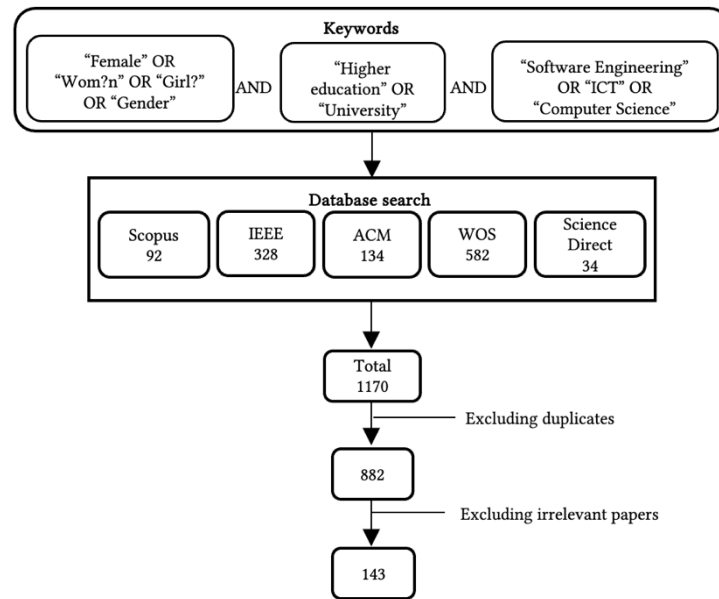 Keywords
“Female” OR
“Wom?n” OR “Girl?”
OR “Gender”
AND
“Higher
education” OR
“University”
AND
“Software Engineering”
OR “ICT” OR
“Computer Science”
Database search
Scopus
92
IEEE
328
ACM
134
WOS
582
Science
Direct
34
Total
1170
Excluding duplicates
882
Excluding irrelevant papers
143